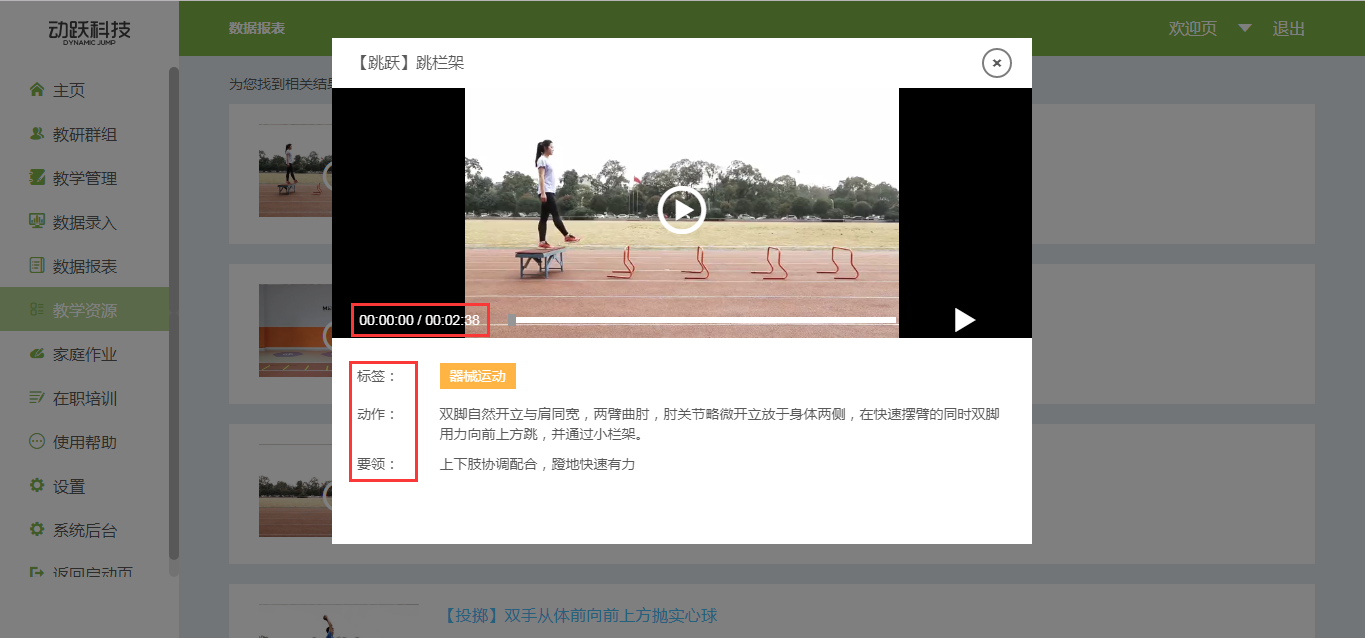 动跃科技
DYNAMIC JUMP
数据报表
欢迎页
退出
主页
教研群组
教学管理
数据录入
数据报表
教学资源
家庭作业
在职培训
使用帮助
设置
系统后台
返回启动页
为您找到相关结果
【跳跃】跳栏架
00:00:00 / 00:02:38
标签：
器械运动
动作：
双脚自然开立与肩同宽，两臂曲肘，肘关节略微开立放于身体两侧，在快速摆臂的同时双脚
用力向前上方跳，并通过小栏架。
要领：
上下肢协调配合，蹬地快速有力
【投掷】双手从体前向前上方抛实心球